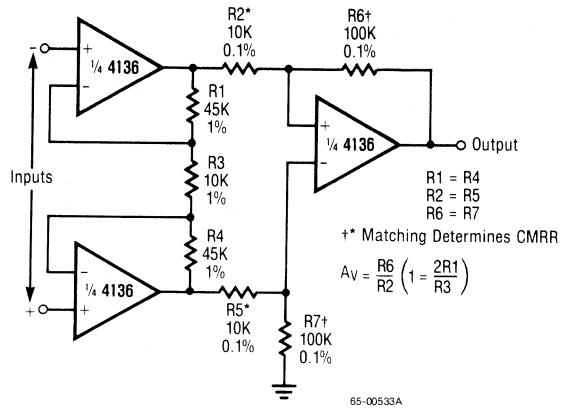 R2*
10K
0.1%
R6†
100K
0.1%
-
+
¼ 4136
-
R1
45K
1%
+
¼ 4136
-
Output
R3
10K
1%
Inputs
R1 = R4
R2 = R5
R6 = R7
†* Matching Determines CMRR
R4
45K
1%
-
¼ 4136
+
+
Av = R6/R2 (1 = 2R1/R3)
R5*
10K
0.1%
R7†
100K
0.1%
65-00533A